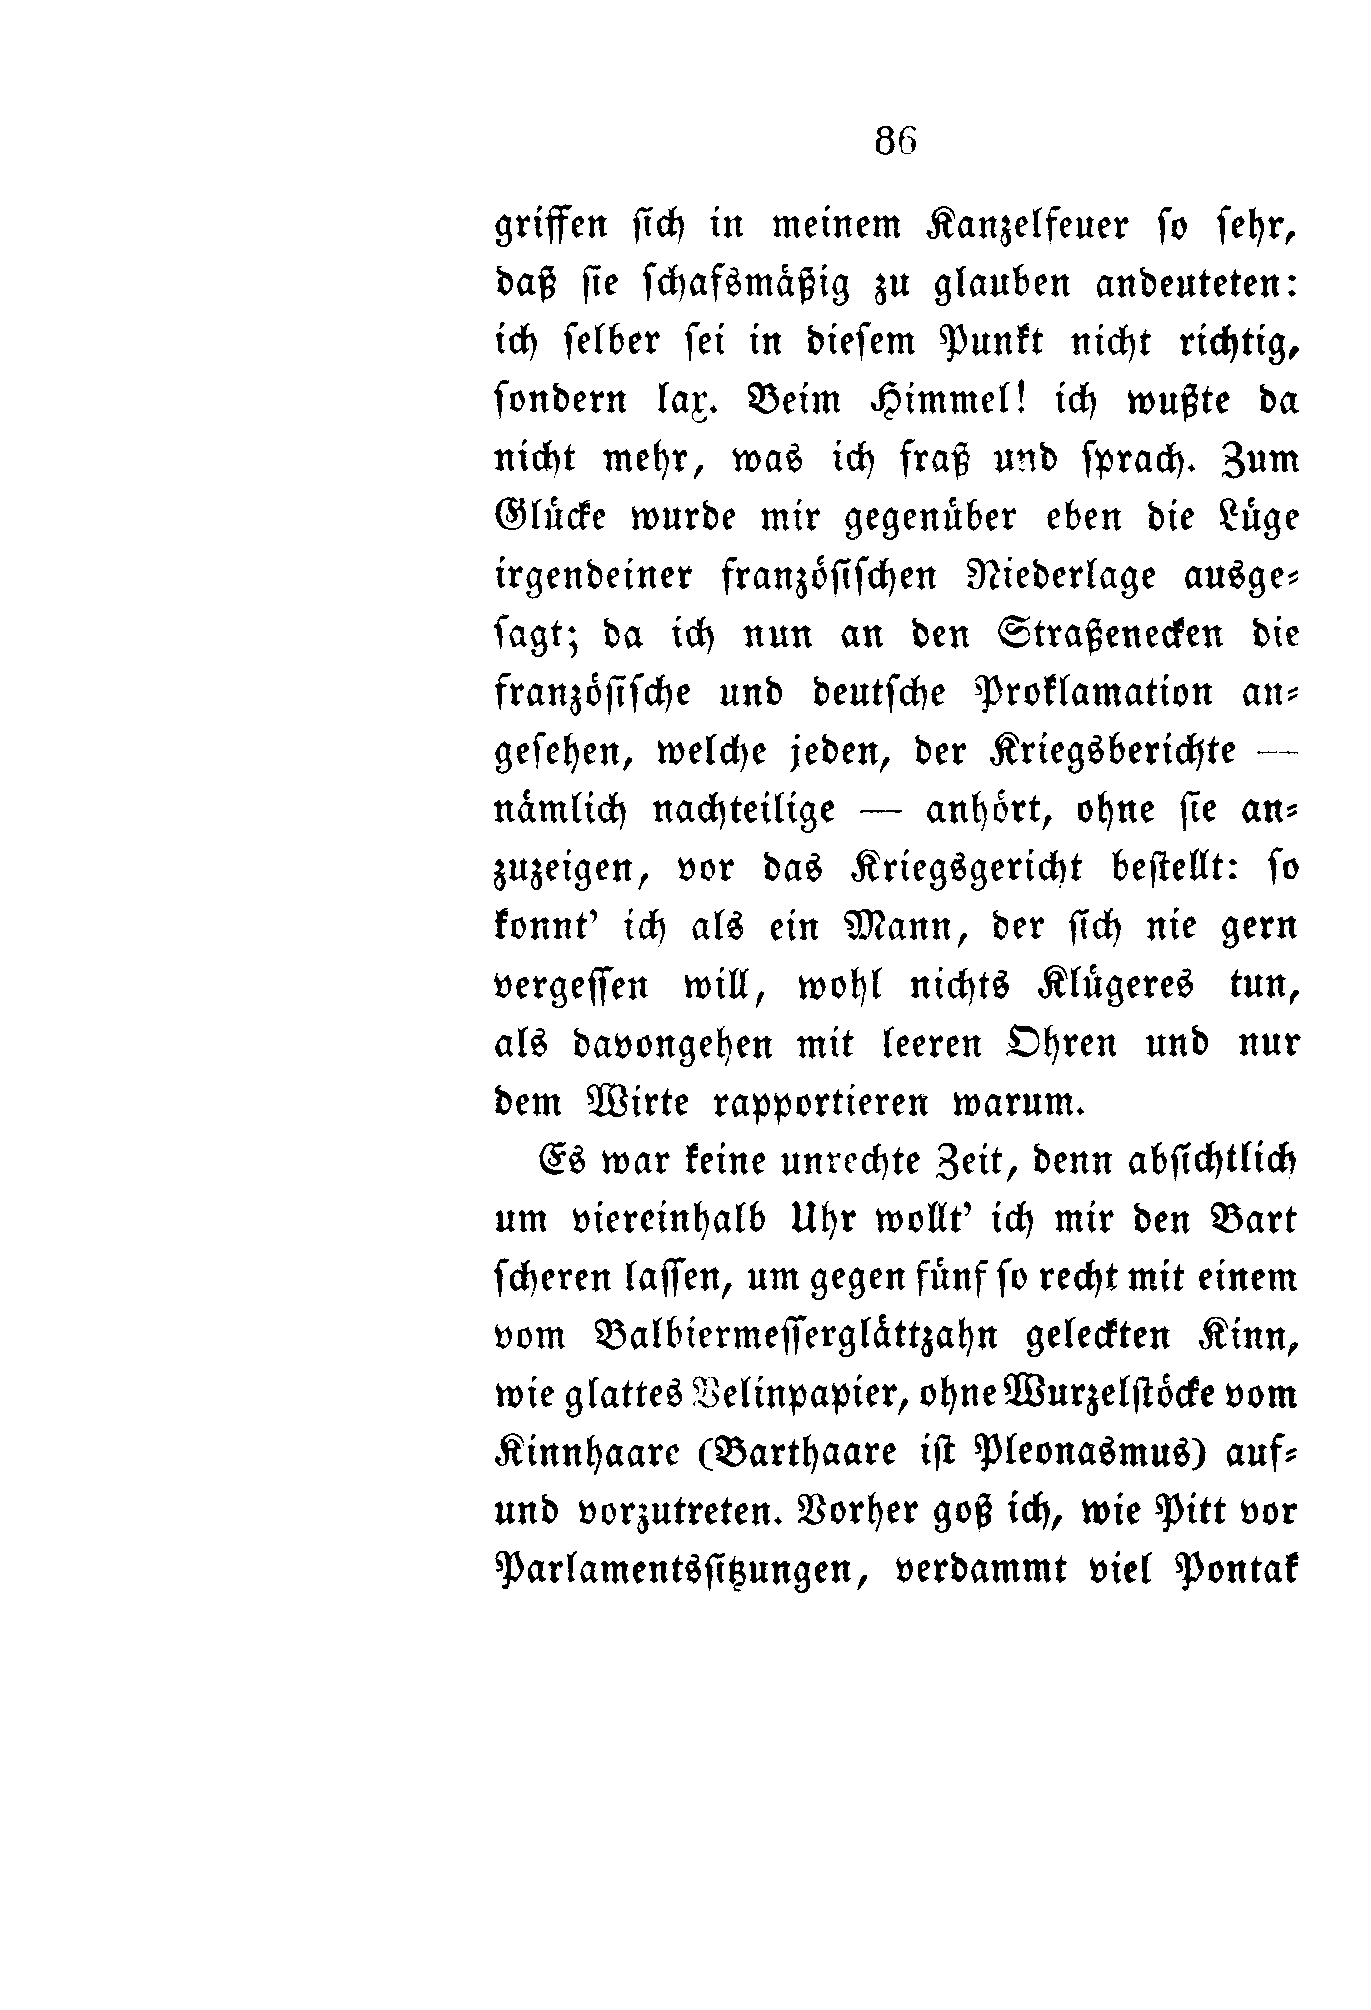 86
griffen ſich in meinem Kanzelfeuer ſo ſehr,
daß ſie ſchafsmäßig zu glauben andeuteten:
ich ſelber ſei in dieſem Punkt nicht richtig,
ſondern lax. Beim Himmel! ich wußte da
nicht mehr, was ich fraß und ſprach. Zum
Glücke wurde mir gegenüber eben die Lüge
irgendeiner franzöſiſchen Niederlage ausge⸗
ſagt; da ich nun an den Straßenecken die
franzöſiſche und deutſche Proklamation an⸗
geſehen, welche jeden, der Kriegsberichte —
nämlich nachteilige — anhört, ohne ſie an⸗
zuzeigen, vor das Kriegsgericht beſtellt: ſo
konnt’ ich als ein Mann, der ſich nie gern
vergeſſen will, wohl nichts Klügeres tun,
als davongehen mit leeren Ohren und nur
dem Wirte rapportieren warum.
Es war keine unrechte Zeit, denn abſichtlich
um viereinhalb Uhr wollt’ ich mir den Bart
ſcheren laſſen, um gegen fünf ſo recht mit einem
vom Balbiermeſſerglättzahn geleckten Kinn,
wie glattes Velinpapier, ohne Wurzelſtöcke vom
Kinnhaare (Barthaare iſt Pleonasmus) auf⸗
und vorzutreten. Vorher goß ich, wie Pitt vor
Parlamentsſitzungen, verdammt viel Pontak